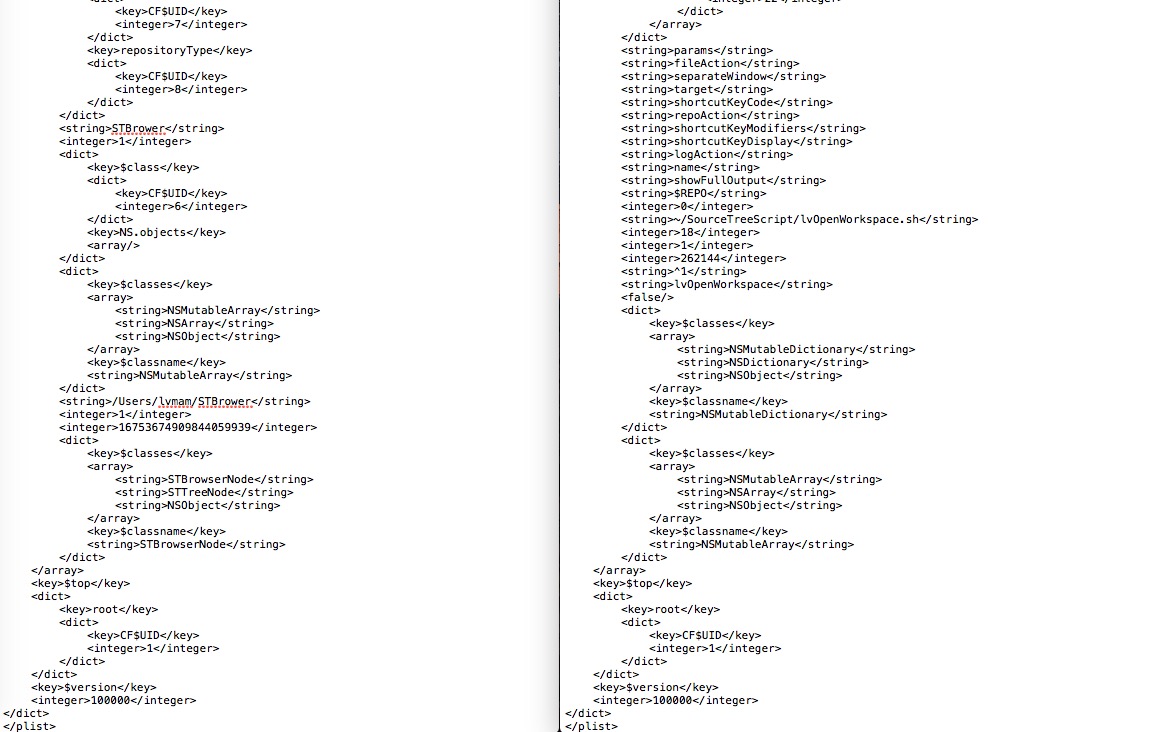 <key>CF$UID</key>
<integer>7</integer>
</dict>
<key>repositoryType</key>
<dict>
<key>CF$UID</key>
<integer>8</integer>
</dict>
</dict>
<string>STBrower</string>
<integer>1</integer>
<dict>
<key>$class</key>
<dict>
<key>CF$UID</key>
<integer>6</integer>
</dict>
<key>NS.objects</key>
<array/>
</dict>
<dict>
<key>$classes</key>
<array>
<string>NSMutableArray</string>
<string>NSArray</string>
<string>NSObject</string>
</array>
<key>$classname</key>
<string>NSMutableArray</string>
</dict>
<string>/Users/lvmam/STBrower</string>
<integer>1</integer>
<integer>16753674909844059939</integer>
<dict>
<key>$classes</key>
<array>
<string>STBrowserNode</string>
<string>STTreeNode</string>
<string>NSObject</string>
</array>
<key>$classname</key>
<string>STBrowserNode</string>
</dict>
</array>
<key>$top</key>
<dict>
<key>root</key>
<dict>
<key>CF$UID</key>
<integer>1</integer>
</dict>
</dict>
<key>$version</key>
<integer>100000</integer>
</dict>
</plist>
</dict>
</array>
</dict>
<string>params</string>
<string>fileAction</string>
<string>separateWindow</string>
<string>target</string>
<string>shortcutKeyCode</string>
<string>repoAction</string>
<string>shortcutKeyModifiers</string>
<string>shortcutKeyDisplay</string>
<string>logAction</string>
<string>name</string>
<string>showFullOutput</string>
<string>$REPO</string>
<integer>0</integer>
<string>~/SourceTreeScript/lvOpenWorkspace.sh</string>
<integer>18</integer>
<integer>1</integer>
<integer>262144</integer>
<string>^1</string>
<string>lvOpenWorkspace</string>
<false/>
<dict>
<key>$classes</key>
<array>
<string>NSMutableDictionary</string>
<string>NSDictionary</string>
<string>NSObject</string>
</array>
<key>$classname</key>
<string>NSMutableDictionary</string>
</dict>
<dict>
<key>$classes</key>
<array>
<string>NSMutableArray</string>
<string>NSArray</string>
<string>NSObject</string>
</array>
<key>$classname</key>
<string>NSMutableArray</string>
</dict>
</array>
<key>$top</key>
<dict>
<key>root</key>
<dict>
<key>CF$UID</key>
<integer>1</integer>
</dict>
</dict>
<key>$version</key>
<integer>100000</integer>
</dict>
</plist>